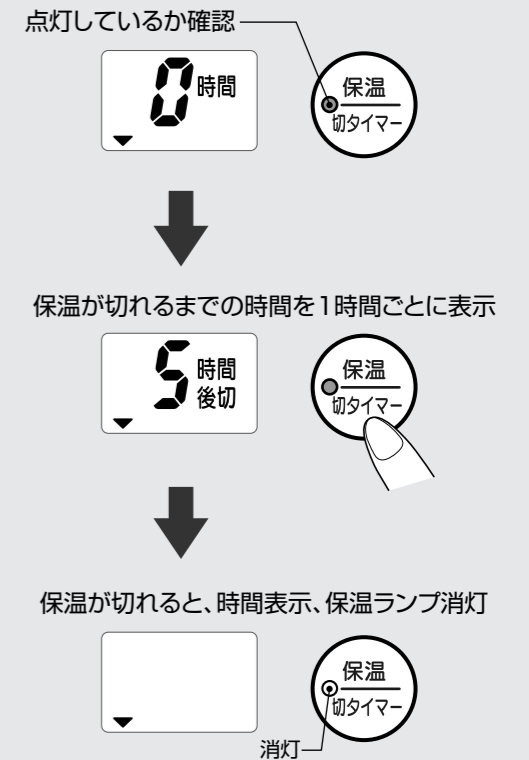 点灯しているか確認
0時間
保温
切タイマー
保温が切れるまでの時間を1時間ごとに表示
5時間
後切
保温
切タイマー
保温が切れると、時間表示、保温ランプ消灯
保温
切タイマー
消灯